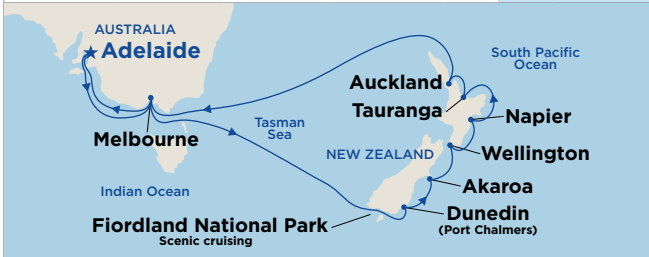 AUSTRALIA
Adelaide
South Pacific
Ocean
Auckland
Tauranga
Napier
Tasman
Sea
Melbourne
NEW ZEALAND
Wellington
Indian Ocean
Akaroa
Dunedin
(Port Chalmers)
Fiordland National Park
Scenic cruising